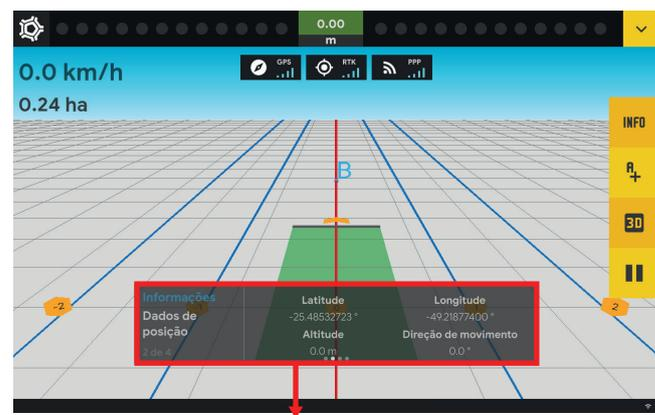 0.00
m
0.0 km/h
GPS
RTK
PPP
0.24 ha
INFO
A
B
3D
-2
2
Informações
Dados de
posição
2 de 4
Latitude
-25.48532723 °
Longitude
-49.21877400 °
Altitude
0.0 m
Direção de movimento
0.0 °